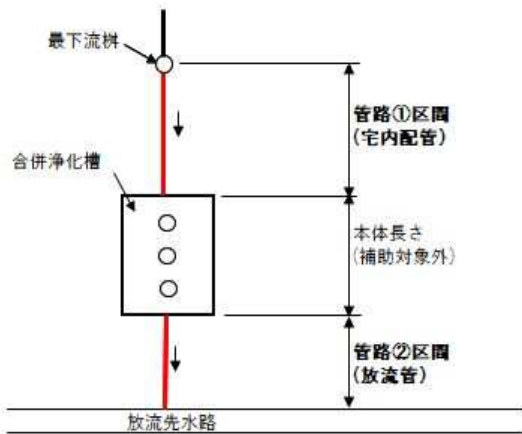 最下流桝
管路①区間
(宅内配管)
合併浄化槽
本体長さ
(補助対象外)
管路②区間
(放流管)
放流先水路